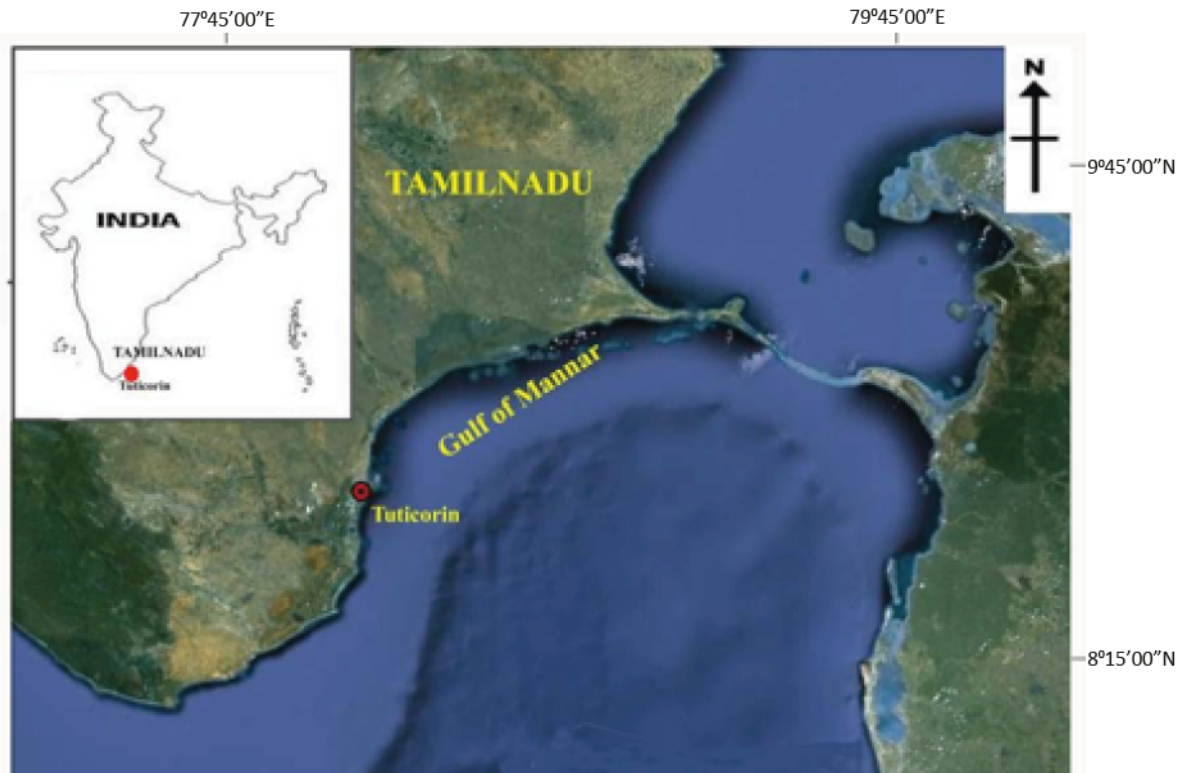 77º45’00”E
79º45’00”E
N
9º45’00”N
TAMILNADU
INDIA
TAMILNADU
Tuticorin
Gulf of Mannar
Tuticorin
8º15’00”N